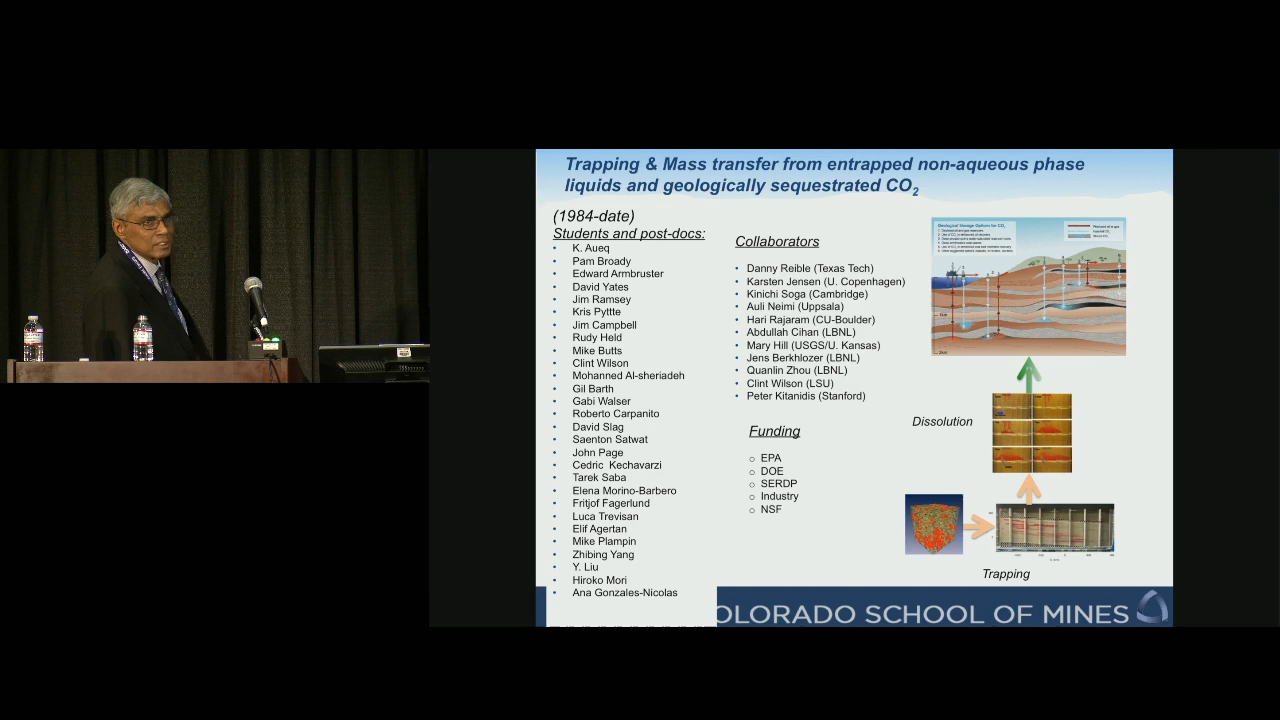 Trapping & Mass transfer from entrapped non-aqueous phase
liquids and geologically sequestrated CO2
(1984-date)
Students and post-docs:
• K. Aueq
• Pam Broady
• Edward Armbruster
• David Yates
• Jim Ramsey
• Kris Pyttte
• Jim Campbell
• Rudy Held
• Mike Butts
• Clint Wilson
• Mohanned Al-sheriadeh
• Gil Barth
• Gabi Walser
• Roberto Carpanito
• David Slag
• Saenton Satwat
• John Page
• Cedric Kechavarzi
• Tarek Saba
• Elena Morino-Barbero
• Fritjof Fagerlund
• Luca Trevisan
• Elif Agertan
• Mike Plampin
• Zhibing Yang
• Y. Liu
• Hiroko Mori
• Ana Gonzales-Nicolas
Collaborators
• Danny Reible (Texas Tech)
• Karsten Jensen (U. Copenhagen)
• Kinichi Soga (Cambridge)
• Auli Neimi (Uppsala)
• Hari Rajaram (CU-Boulder)
• Abdullah Cihan (LBNL)
• Mary Hill (USGS/U. Kansas)
• Jens Berkhlozer (LBNL)
• Quanlin Zhou (LBNL)
• Clint Wilson (LSU)
• Peter Kitanidis (Stanford)
Funding
o EPA
o DOE
o SERDP
o Industry
o NSF
Geological Storage Options for CO2
Dissolution
Trapping
OLORADO SCHOOL OF MINES